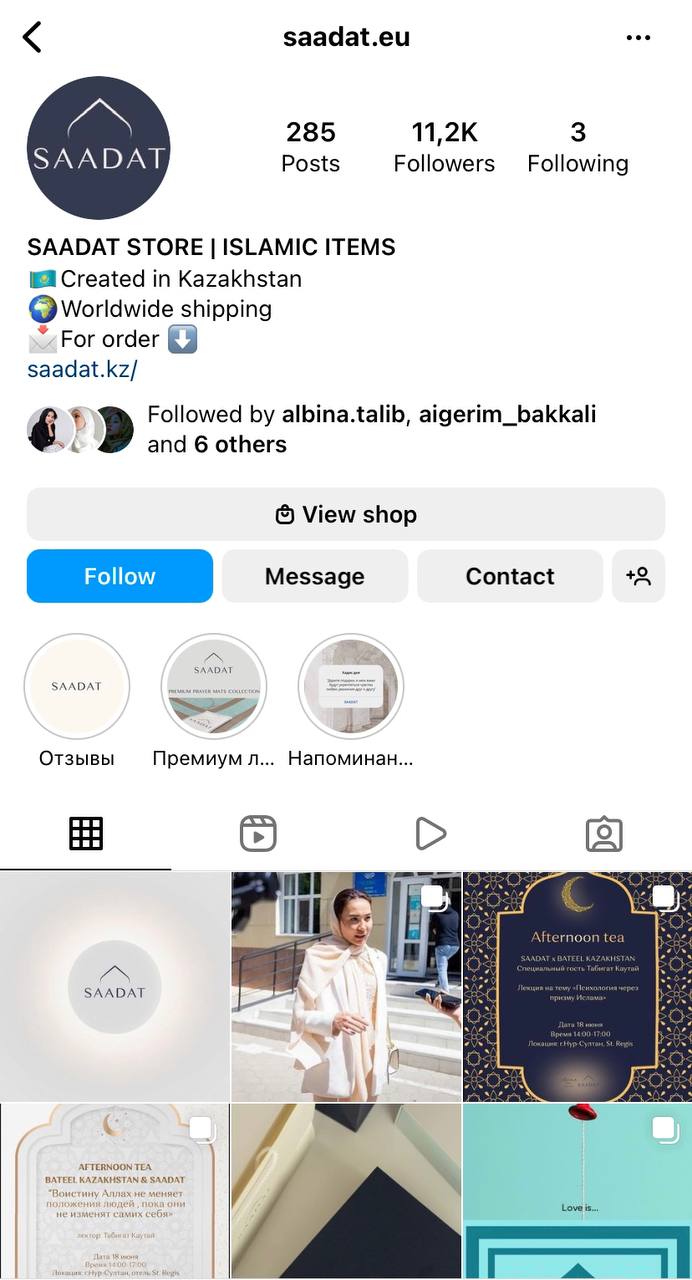 saadat.eu
SAADAT
285
Posts
11,2K
Followers
3
Following
SAADAT STORE | ISLAMIC ITEMS
Created in Kazakhstan
Worldwide shipping
For order
saadat.kz/
Followed by albina.talib, aigerim_bakkali
and 6 others
View shop
Follow
Message
Contact
SAADAT
SAADAT
PREMIUM PRAYER MATS COLLECTION
SAADAT
Хадис дня
SAADAT
Отзывы
Премиум л...
Напоминан...
SAADAT
Afternoon tea
SAADAT x BATEEL KAZAKHSTAN
Специальный гость Табигат Каутай
Лекция на тему «Психология через
призму Ислама»
Дата 18 июня
Время 14:00-17:00
Локация: г.Нур-Султан, St. Regis
AFTERNOON TEA
BATEEL KAZAKHSTAN & SAADAT
"Воистину Аллах не меняет
положения людей , пока они
не изменят самих себя»
лектор: Табигат Каутай
Дата 18 июня
Время 14:00-17:00
Локация: г.Нур-Султан, отель St. Regis
Love is...